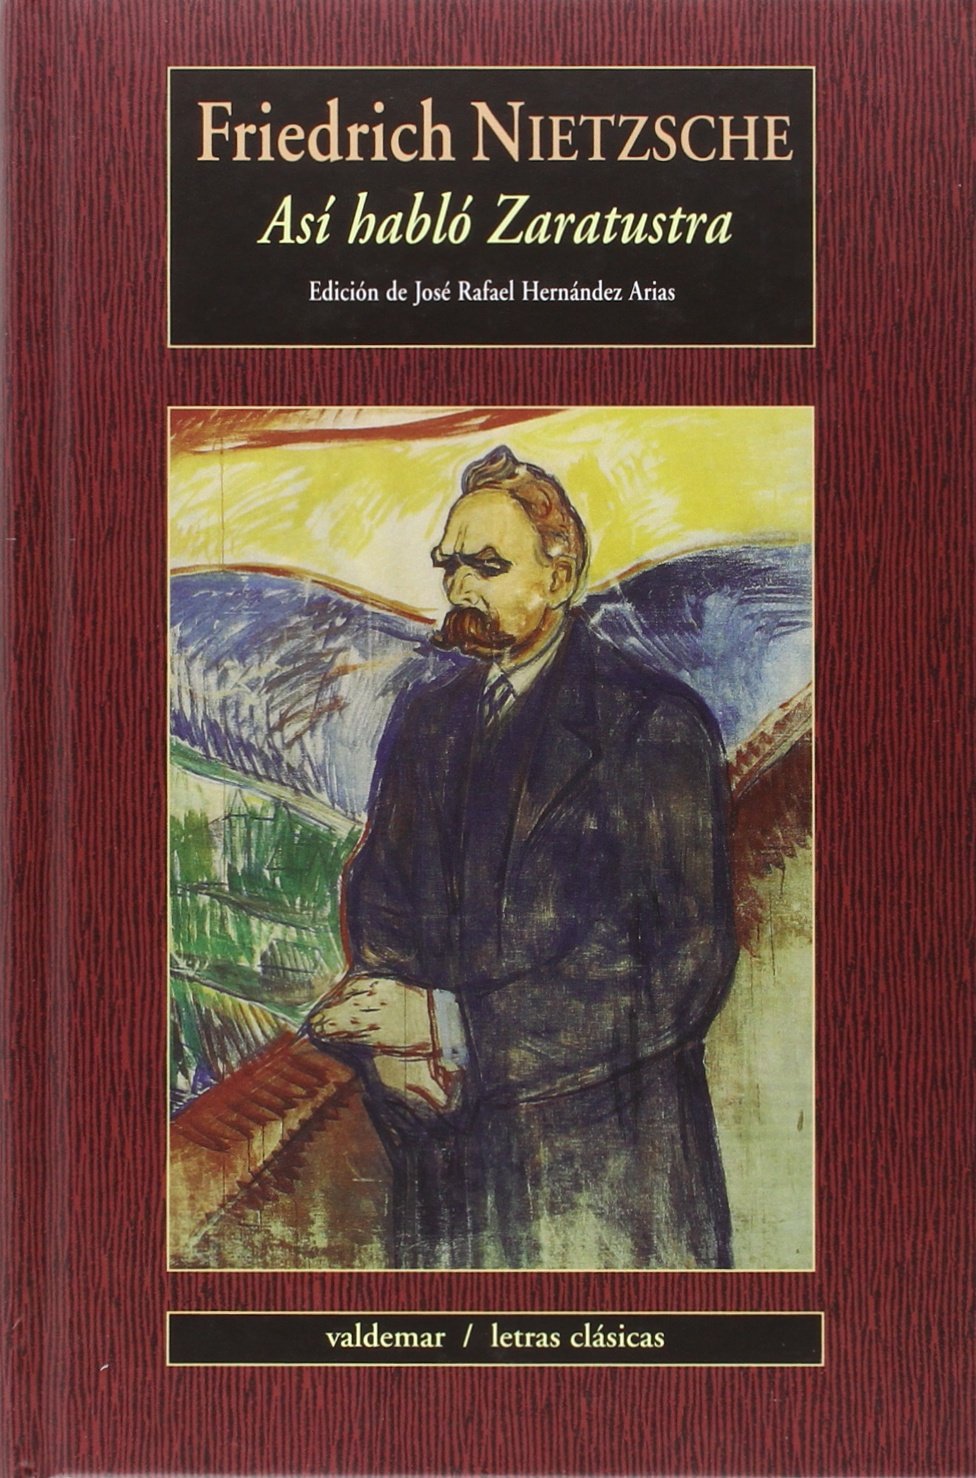 Friedrich NIETZSCHE
Así habló Zaratustra
Edición de José Rafael Hernández Arias
valdemar / letras clásicas